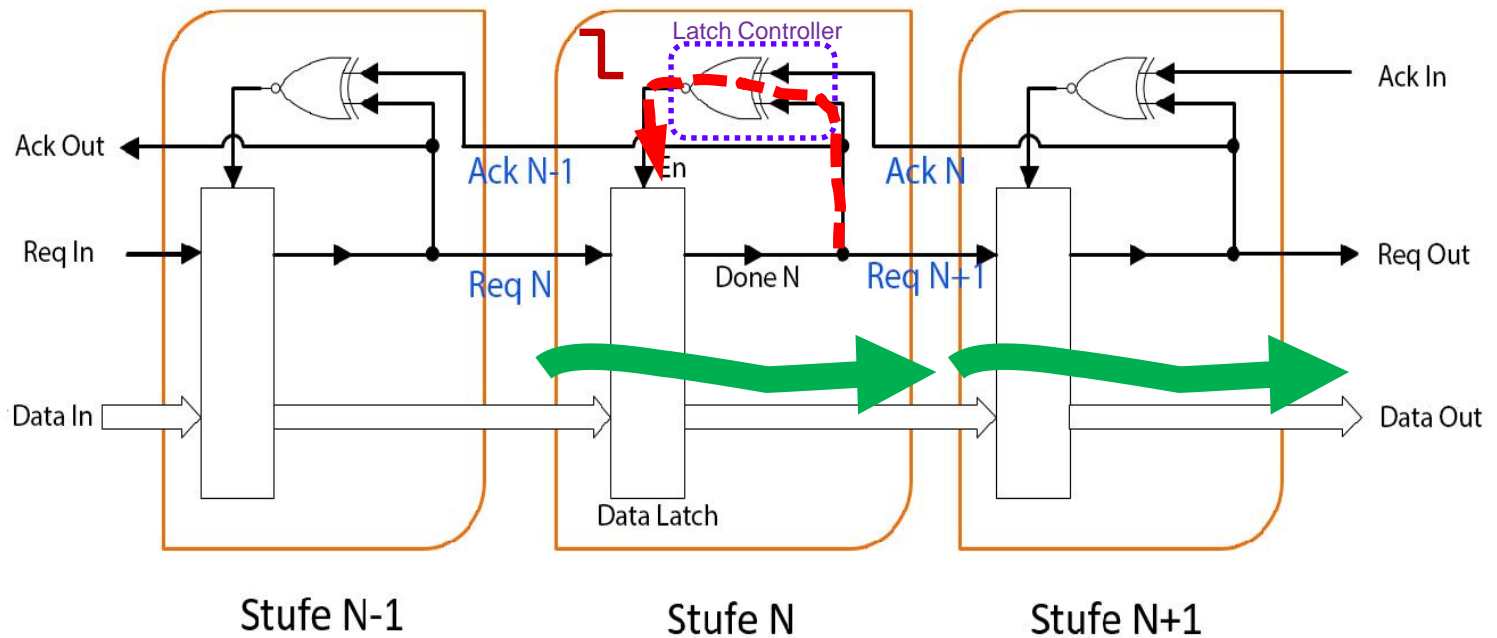 Latch Controller
Ack In
Ack Out
Ack N-1
En
Ack N
Req In
Req N
Done N
Req N+1
Req Out
Data In
Data Out
Data Latch
Stufe N-1
Stufe N
Stufe N+1